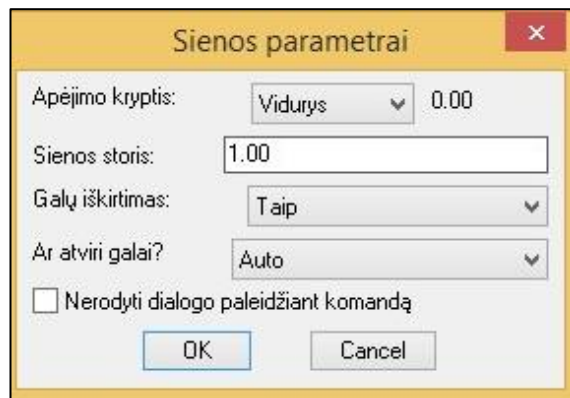 Sienos parametrai
Apėjimo kryptis: Vidurys 0.00
Sienos storis: 1.00
Galų iškirtimas: Taip
Ar atviri galai? Auto
Nerodyti dialogo paleidžiant komandą
OK Cancel